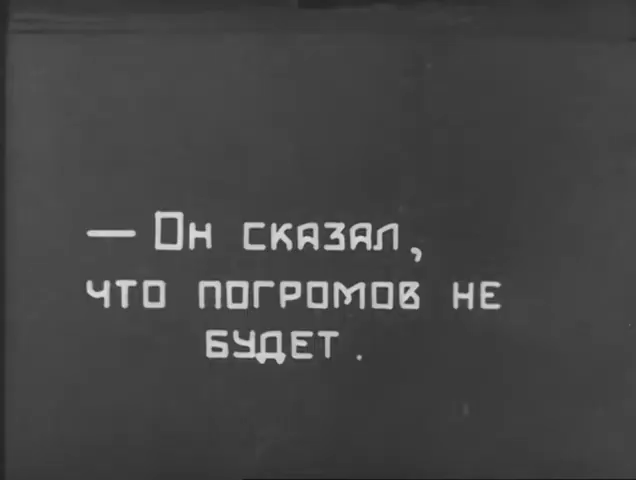 — Он сказал,
что погромов не
будет.